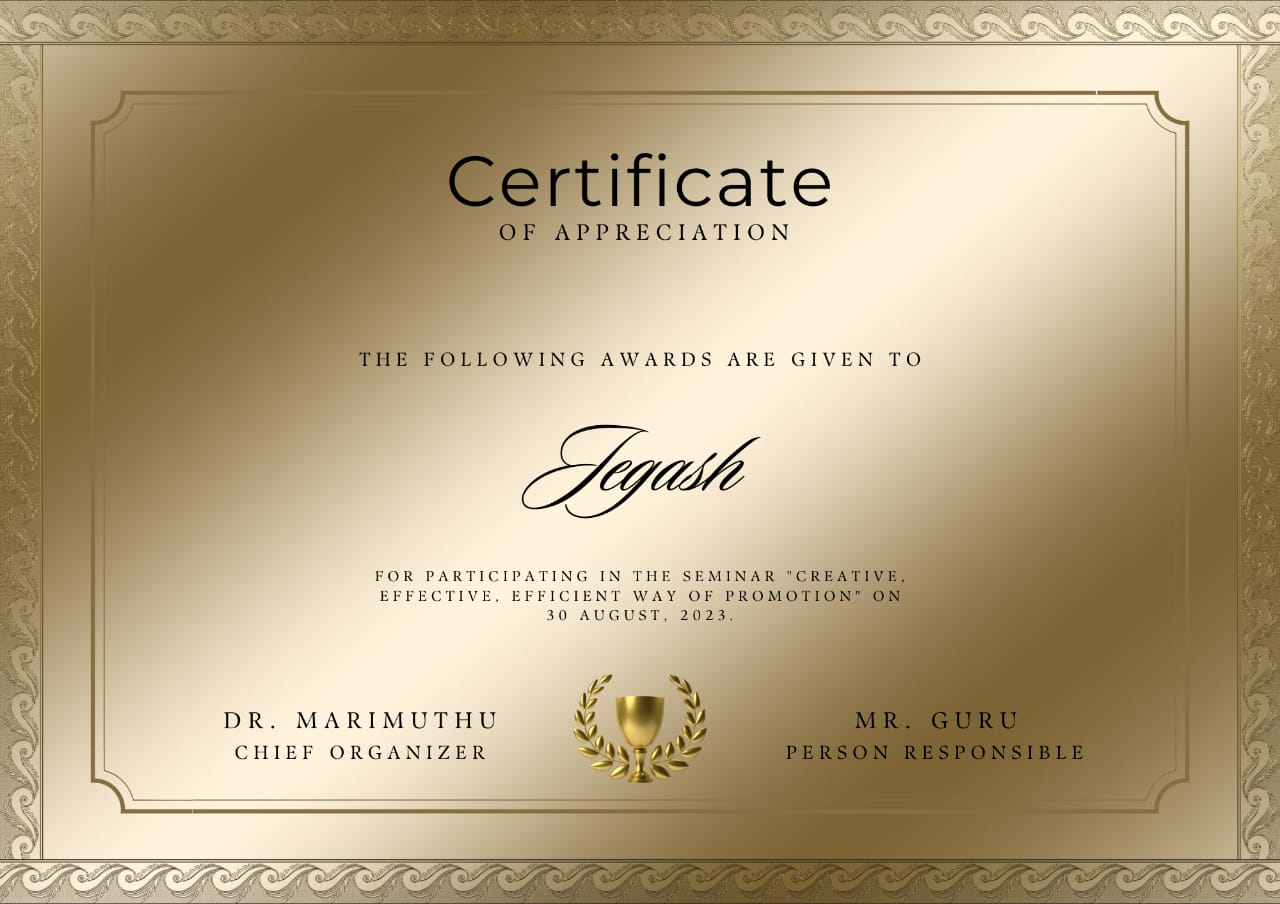 Certificate
OF APPRECIATION
THE FOLLOWING AWARDS ARE GIVEN TO
Jegash
FOR PARTICIPATING IN THE SEMINAR "CREATIVE,
EFFECTIVE, EFFICIENT WAY OF PROMOTION" ON
30 AUGUST, 2023.
DR. MARIMUTHU
CHIEF ORGANIZER
MR. GURU
PERSON RESPONSIBLE